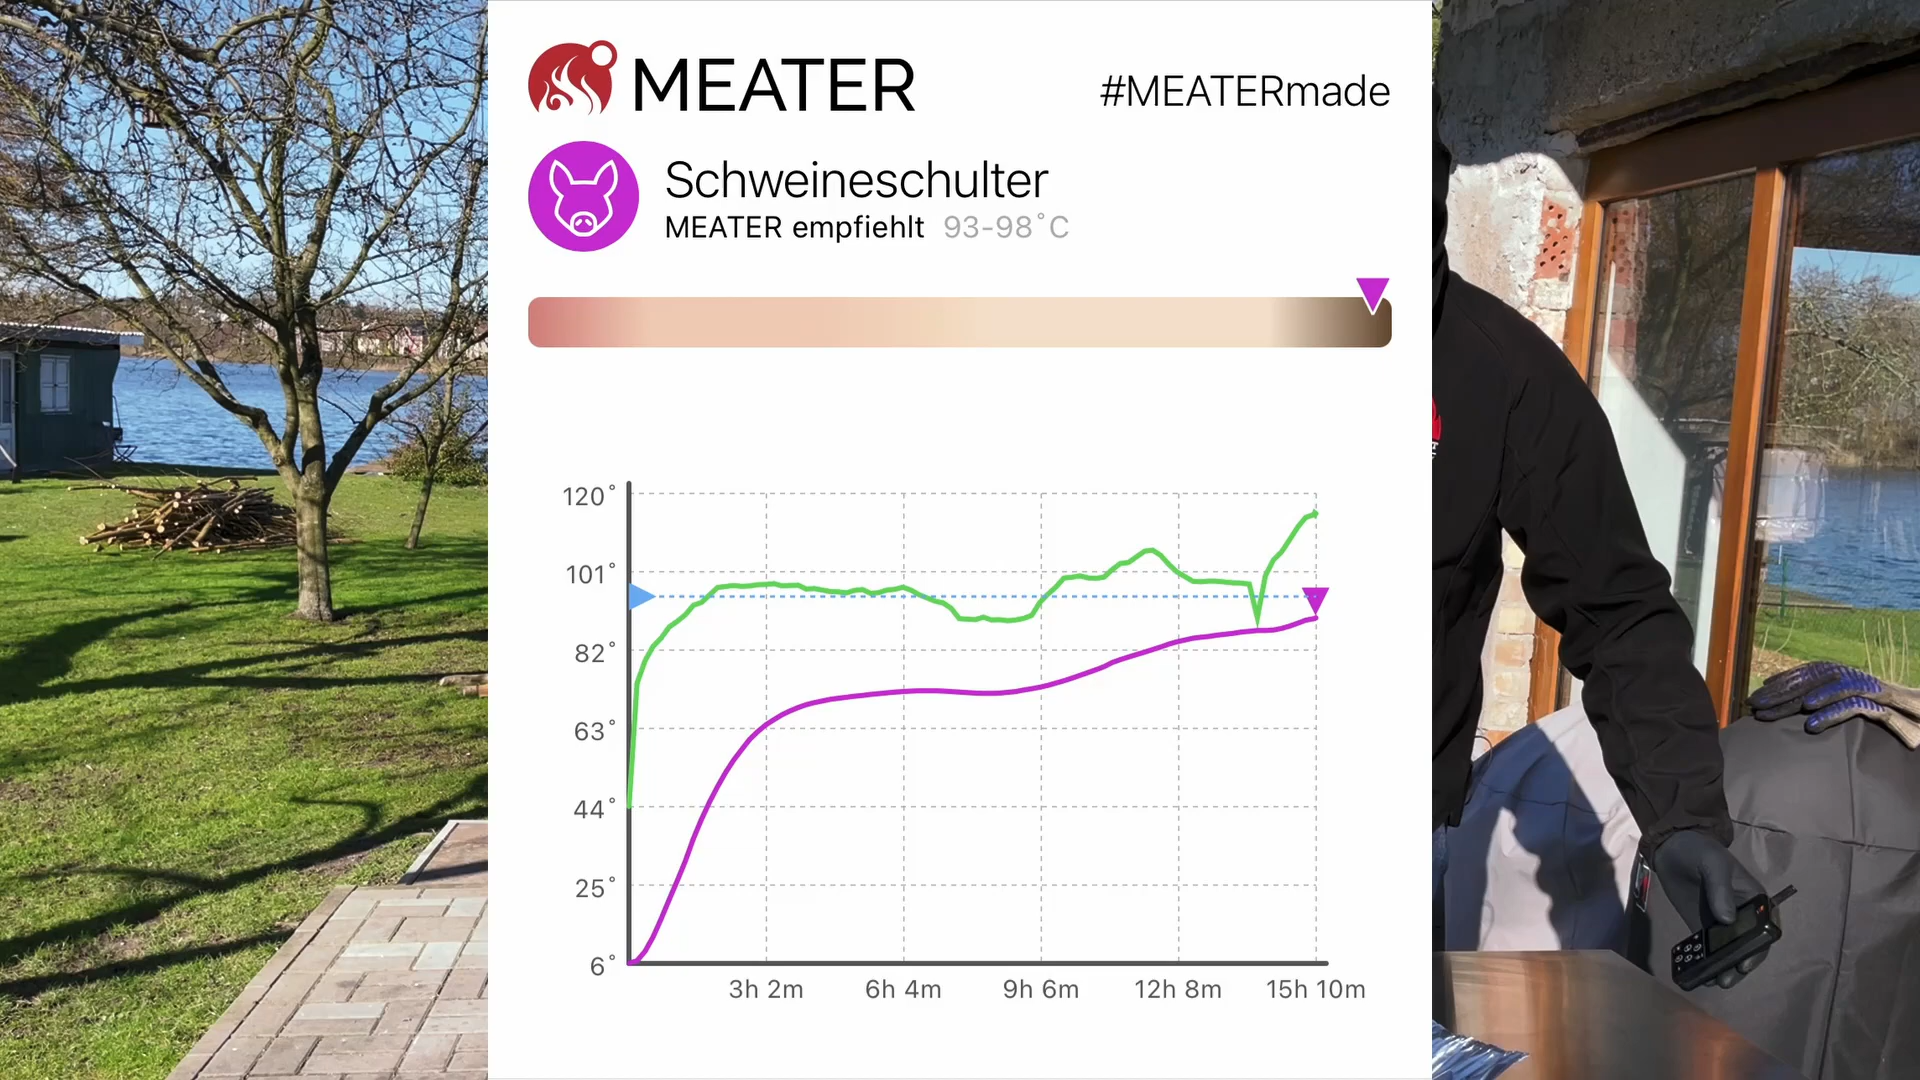 MEATER
#MEATERmade
Schweineschulter
MEATER empfiehlt 93-98°C
120°
101°
82°
63°
44°
25°
6°
3h 2m
6h 4m
9h 6m
12h 8m
15h 10m